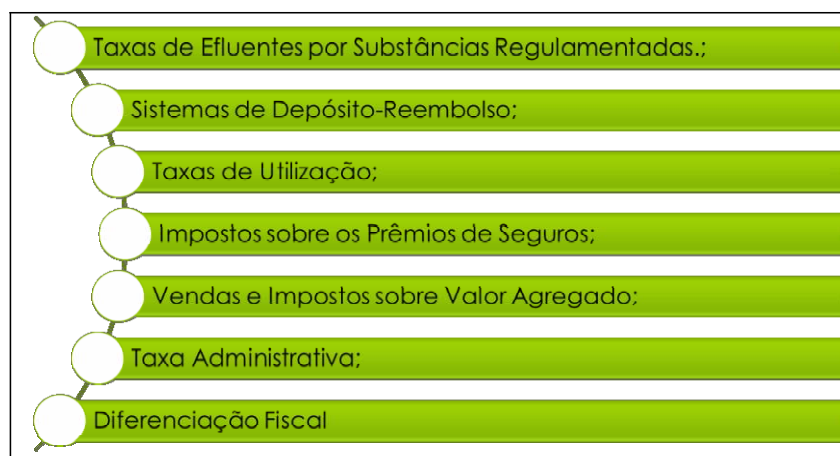 Taxas de Efluentes por Substâncias Regulamentadas.;
Sistemas de Depósito-Reembolso;
Taxas de Utilização;
Impostos sobre os Prêmios de Seguros;
Vendas e Impostos sobre Valor Agregado;
Taxa Administrativa;
Diferenciação Fiscal